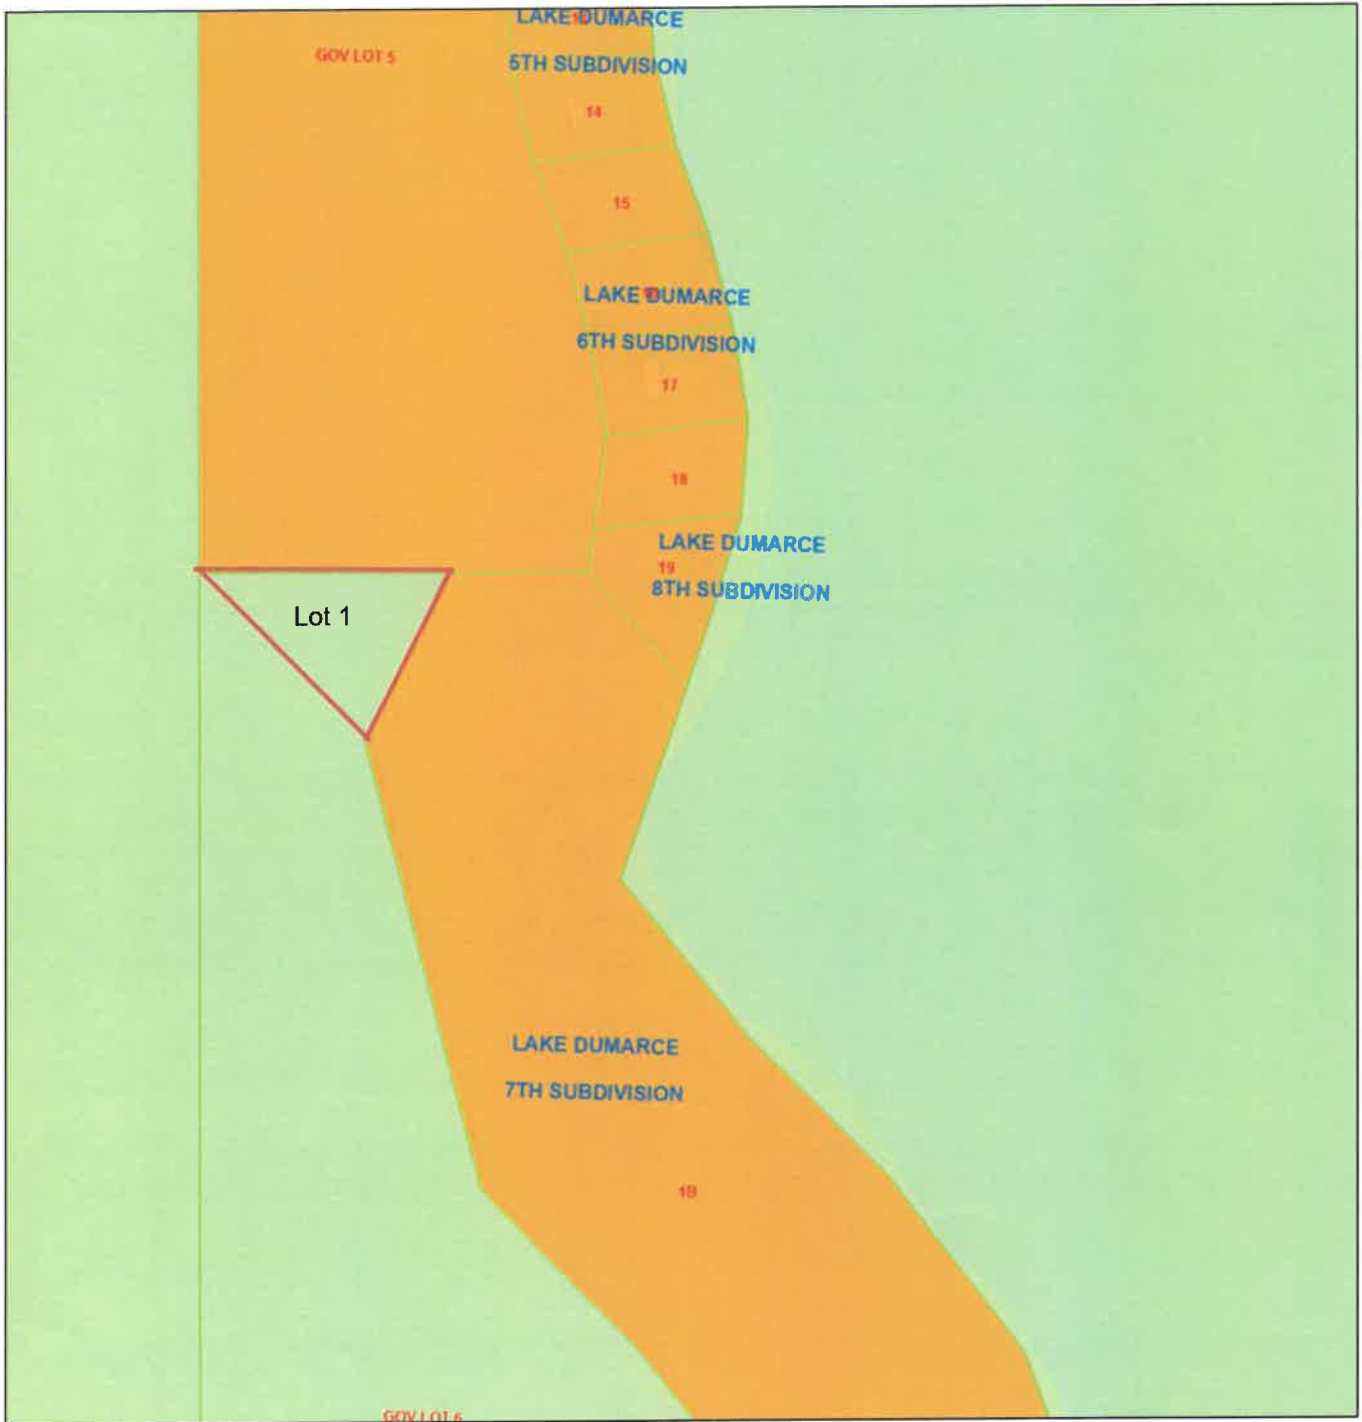 LAKE DUMARCE
GOV LOT 5
5TH SUBDIVISION
14
15
LAKE DUMARCE
6TH SUBDIVISION
17
18
LAKE DUMARCE
19
8TH SUBDIVISION
Lot 1
LAKE DUMARCE
7TH SUBDIVISION
1B
GOV LOT 6